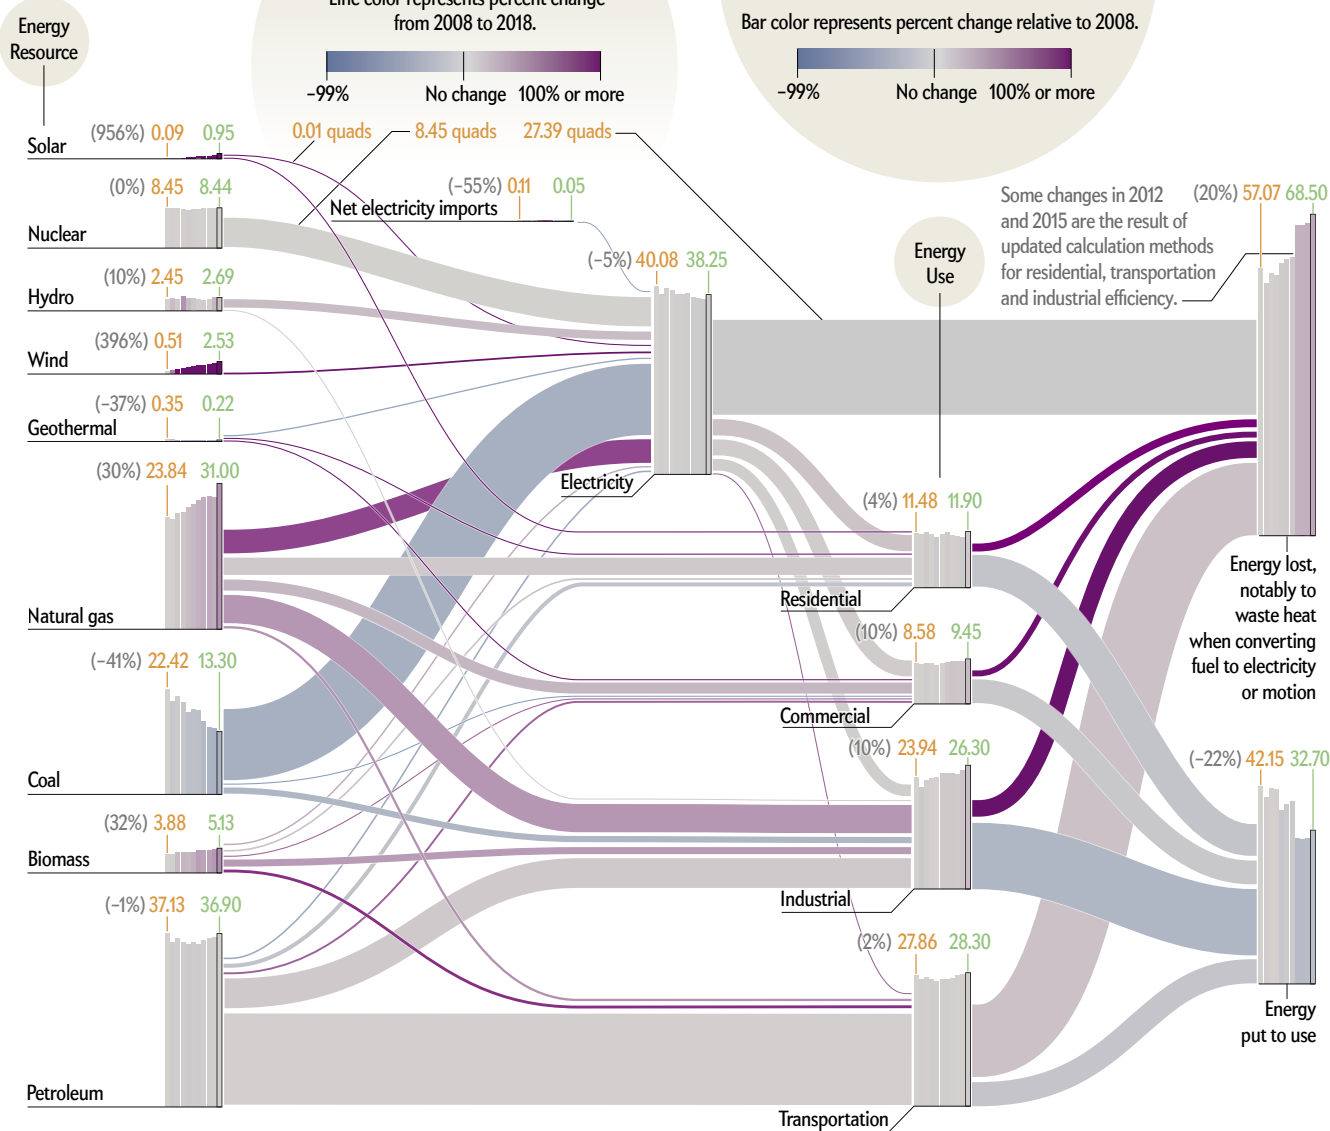 Line color represents percent change
from 2008 to 2018.
–99%
No change
100% or more
0.01 quads
8.45 quads
27.39 quads
Bar color represents percent change relative to 2008.
–99%
No change
100% or more
Energy
Resource
Solar
(956%) 0.09 0.95
Nuclear
(0%) 8.45 8.44
Hydro
(10%) 2.45 2.69
Wind
(396%) 0.51 2.53
Geothermal
(–37%) 0.35 0.22
Natural gas
(30%) 23.84 31.00
Coal
(–41%) 22.42 13.30
Biomass
(32%) 3.88 5.13
Petroleum
(–1%) 37.13 36.90
Net electricity imports
(–55%) 0.11 0.05
Electricity
(–5%) 40.08 38.25
Energy
Use
Residential
(4%) 11.48 11.90
Commercial
(10%) 8.58 9.45
Industrial
(10%) 23.94 26.30
Transportation
(2%) 27.86 28.30
Some changes in 2012
and 2015 are the result of
updated calculation methods
for residential, transportation
and industrial efficiency.
(20%) 57.07 68.50
Energy lost,
notably to
waste heat
when converting
fuel to electricity
or motion
(–22%) 42.15 32.70
Energy
put to use